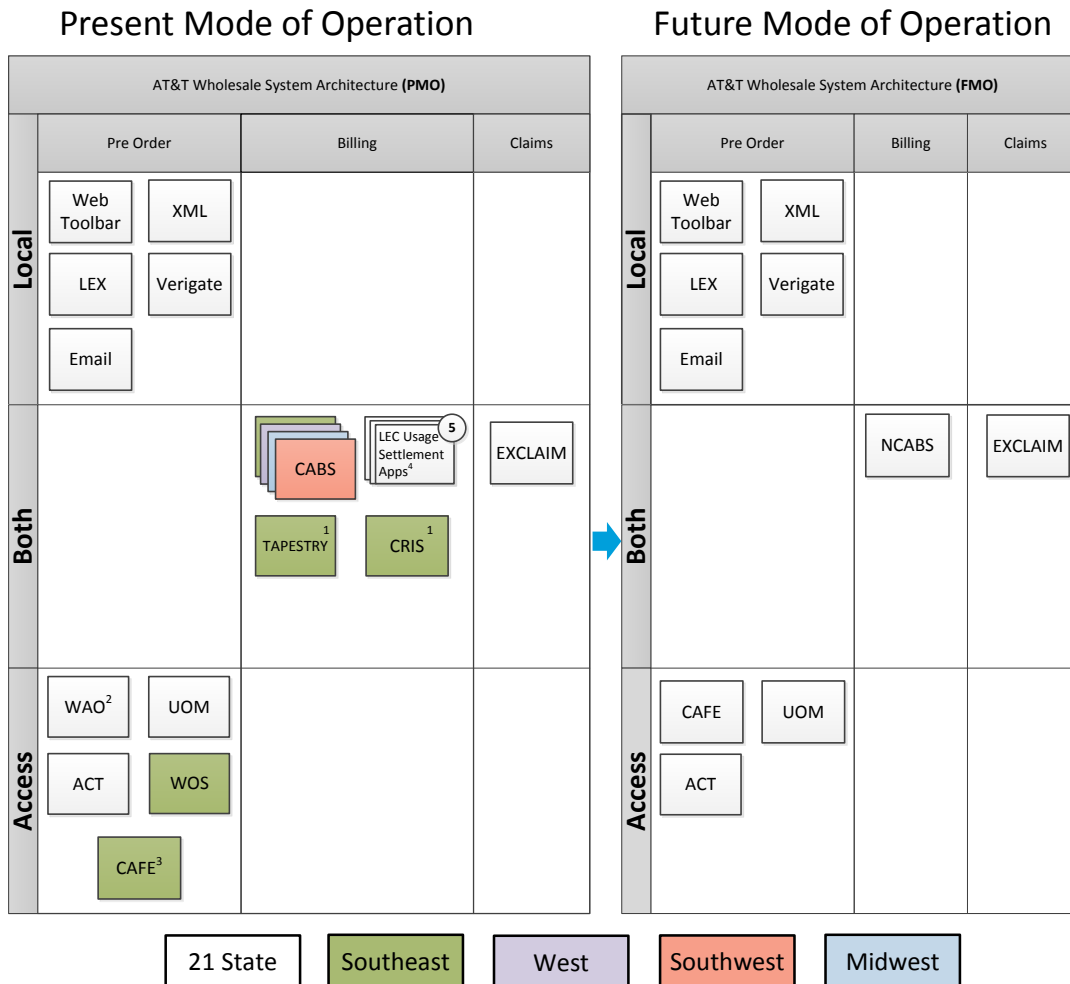 Present Mode of Operation
Future Mode of Operation
AT&T Wholesale System Architecture (PMO)
Pre Order
Billing
Claims
Local
Web
Toolbar
XML
LEX
Verigate
Email
Both
CABS
LEC Usage
Settlement
Apps4
5
EXCLAIM
TAPESTRY 1
CRIS 1
Access
WAO2
UOM
ACT
WOS
CAFE3
AT&T Wholesale System Architecture (FMO)
Pre Order
Billing
Claims
Local
Web
Toolbar
XML
LEX
Verigate
Email
Both
NCABS
EXCLAIM
Access
CAFE
UOM
ACT
21 State
Southeast
West
Southwest
Midwest